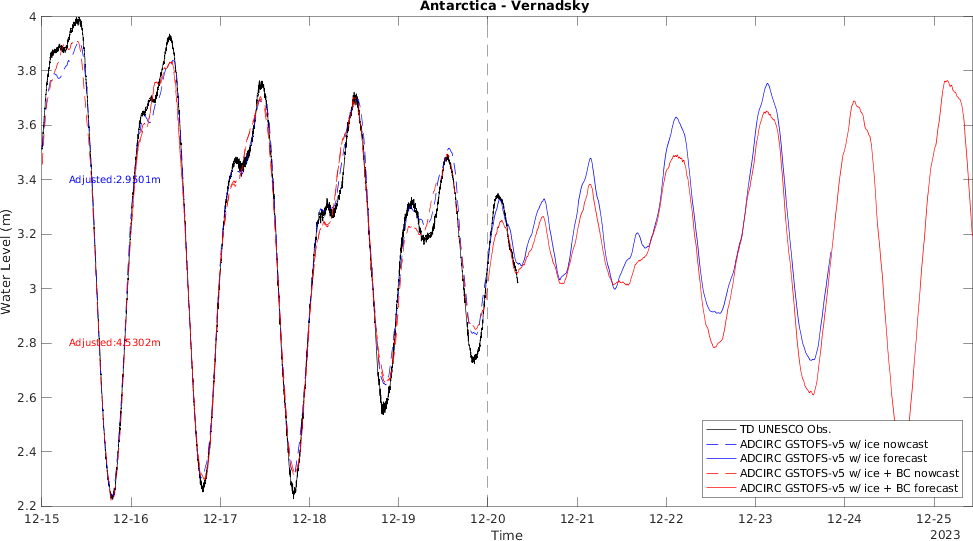 Antarctica - Vernadsky
4
3.8
3.6
3.4
3.2
3
2.8
2.6
2.4
2.2
Water Level (m)
Adjusted:2.9501m
Adjusted:4.5302m
TD UNESCO Obs.
ADCIRC GSTOFS-v5 w/ ice nowcast
ADCIRC GSTOFS-v5 w/ ice forecast
ADCIRC GSTOFS-v5 w/ ice + BC nowcast
ADCIRC GSTOFS-v5 w/ ice + BC forecast
12-15 12-16 12-17 12-18 12-19 12-20 12-21 12-22 12-23 12-24 12-25
Time 2023